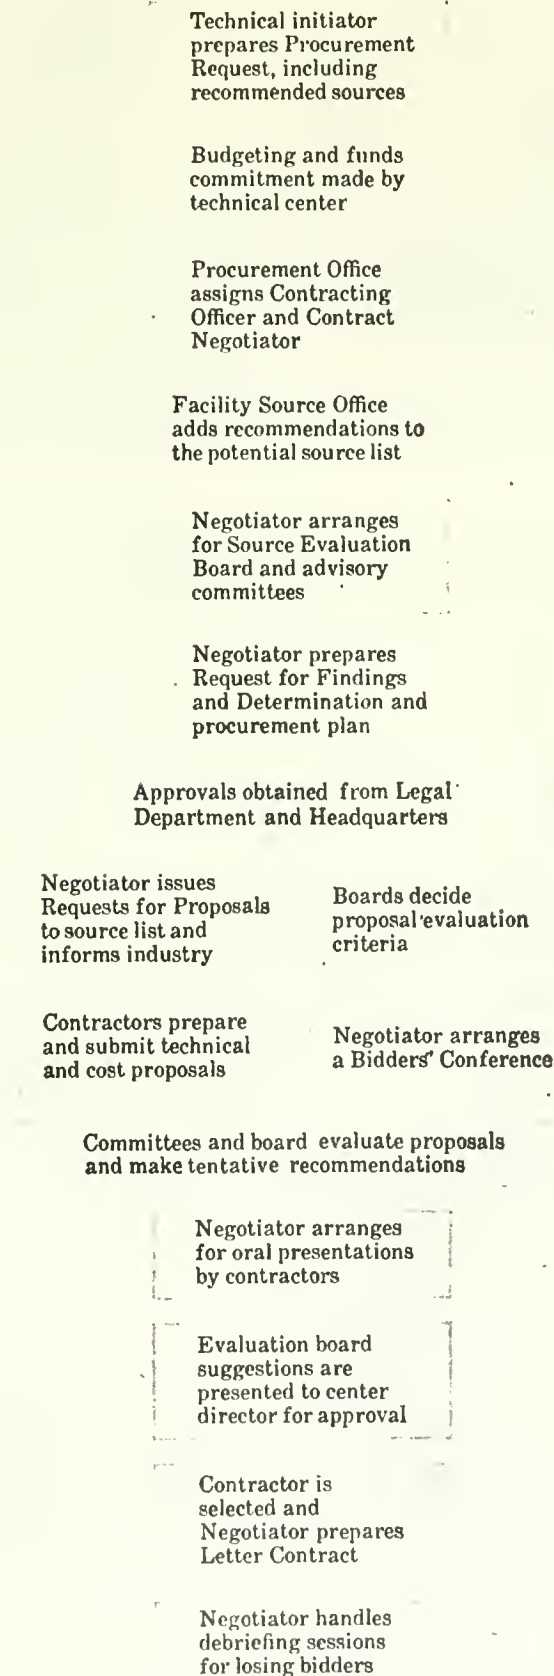 Technical initiator
prepares Procurement
Request, including
recommended sources
Budgeting and funds
commitment made by
technical center
Procurement Office
assigns Contracting
Officer and Contract
Negotiator
Facility Source Office
adds recommendations to
the potential source list
Negotiator arranges
for Source Evaluation
Board and advisory
committees
Negotiator prepares
Request for Findings
and Determination and
procurement plan
Approvals obtained from Legal
Department and Headquarters
Negotiator issues
Requests for Proposals
to source list and
informs industry
Boards decide
proposal evaluation
criteria
Contractors prepare
and submit technical
and cost proposals
Negotiator arranges
a Bidders' Conference
Committees and board evaluate proposals
and make tentative recommendations
Negotiator arranges
for oral presentations
by contractors
Evaluation board
suggestions are
presented to center
director for approval
Contractor is
selected and
Negotiator prepares
Letter Contract
Negotiator handles
debriefing sessions
for losing bidders